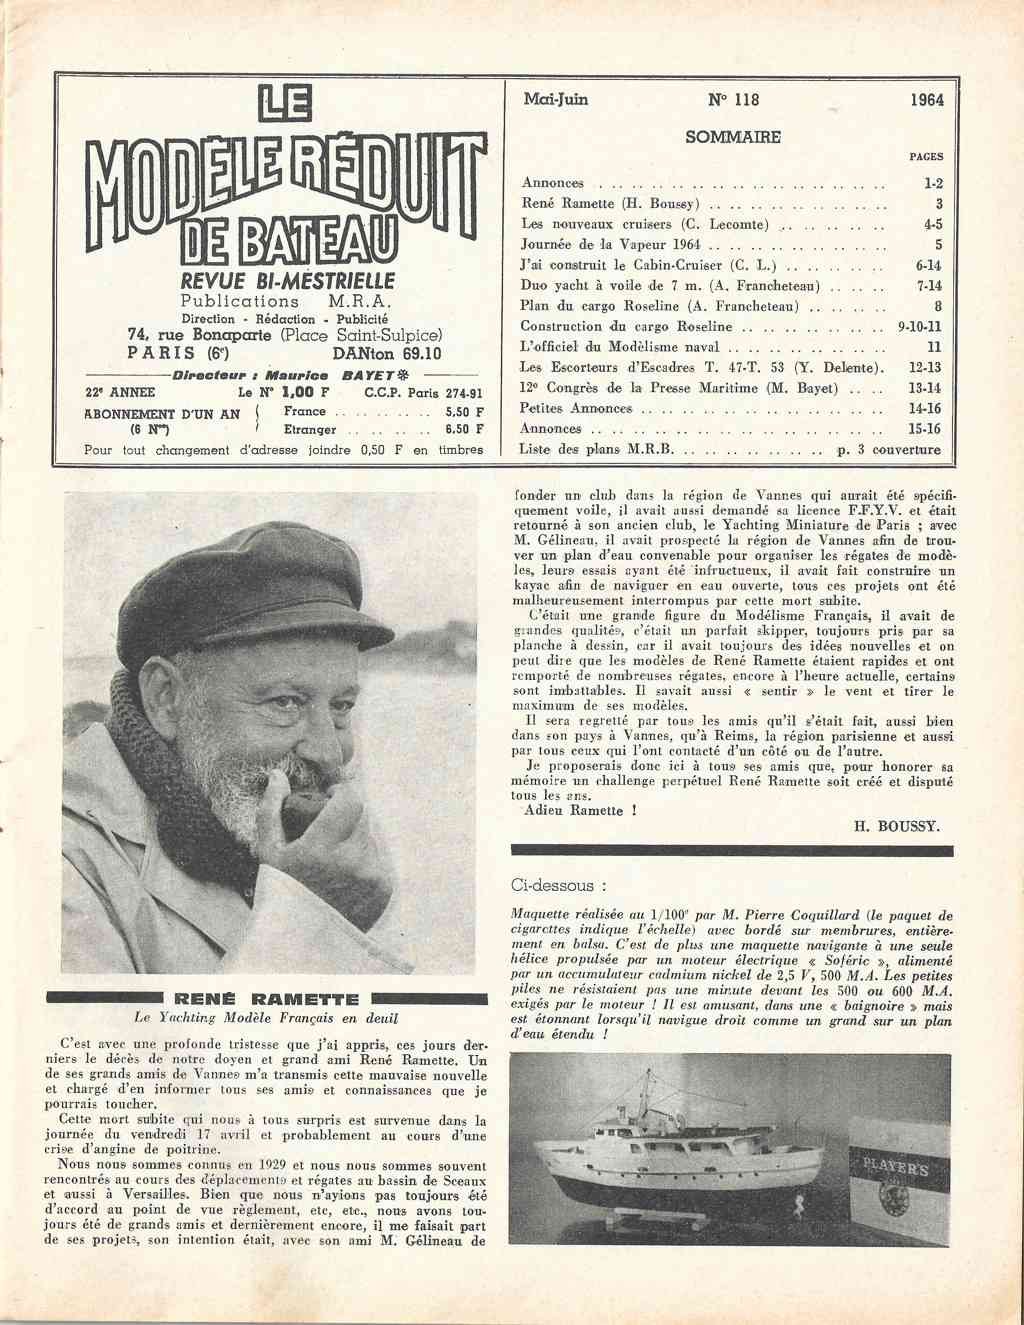 LE
MODÈLE RÉDUIT
DE BATEAU
REVUE BI-MESTRIELLE
Publications M.R.A.
Direction - Rédaction - Publicité
74, rue Bonaparte (Place Saint-Sulpice)
PARIS (6e) DANton 69.10
Directeur : Maurice BAYET
22e ANNEE Le N° 1,00 F C.C.P. Paris 274-91
ABONNEMENT D'UN AN { France .. .. .. .. .. 5,50 F
(6 Nos) Etranger .. .. .. .. 6,50 F
Pour tout changement d'adresse joindre 0,50 F en timbres
Mai-Juin N° 118 1964
SOMMAIRE
PAGES
Annonces .. .. .. .. .. .. .. .. .. .. .. 1-2
René Ramette (H. Boussy) .. .. .. .. .. .. .. 3
Les nouveaux cruisers (C. Lecomte) .. .. .. .. .. 4-5
Journée de la Vapeur 1964 .. .. .. .. .. .. .. 5
J'ai construit le Cabin-Cruiser (C. L.) .. .. .. .. 6-14
Duo yacht à voile de 7 m. (A. Francheteau) .. .. .. 7-14
Plan du cargo Roseline (A. Francheteau) .. .. .. .. 8
Construction du cargo Roseline .. .. .. .. .. .. 9-10-11
L'officiel du Modèlisme naval .. .. .. .. .. .. 11
Les Escorteurs d'Escadres T. 47-T. 53 (Y. Delente). 12-13
12e Congrès de la Presse Maritime (M. Bayet) .. .. 13-14
Petites Annonces .. .. .. .. .. .. .. .. .. 14-16
Annonces .. .. .. .. .. .. .. .. .. .. .. 15-16
Liste des plans M.R.B. .. .. .. .. .. .. p. 3 couverture
RENÉ RAMETTE
Le Yachting Modèle Français en deuil
C'est avec une profonde tristesse que j'ai appris, ces jours der-
niers le décès de notre doyen et grand ami René Ramette. Un
de ses grands amis de Vannes m'a transmis cette mauvaise nouvelle
et chargé d'en informer tous ses amis et connaissances que je
pourrais toucher.
Cette mort subite qui nous à tous surpris est survenue dans la
journée du vendredi 17 avril et probablement au cours d'une
crise d'angine de poitrine.
Nous nous sommes connus en 1929 et nous nous sommes souvent
rencontrés au cours des déplacements et régates au bassin de Sceaux
et aussi à Versailles. Bien que nous n'ayions pas toujours été
d'accord au point de vue règlement, etc, etc., nous avons tou-
jours été de grands amis et dernièrement encore, il me faisait part
de ses projets, son intention était, avec son ami M. Gélineau de
fonder un club dans la région de Vannes qui aurait été spécifi-
quement voile, il avait aussi demandé sa licence F.F.Y.V. et était
retourné à son ancien club, le Yachting Miniature de Paris ; avec
M. Gélineau, il avait prospecté la région de Vannes afin de trou-
ver un plan d'eau convenable pour organiser les régates de modè-
les, leurs essais ayant été infructueux, il avait fait construire un
kayac afin de naviguer en eau ouverte, tous ces projets ont été
malheureusement interrompus par cette mort subite.
C'était une grande figure du Modélisme Français, il avait de
grandes qualités, c'était un parfait skipper, toujours pris par sa
planche à dessin, car il avait toujours des idées nouvelles et on
peut dire que les modèles de René Ramette étaient rapides et ont
remporté de nombreuses régates, encore à l'heure actuelle, certains
sont imbattables. Il savait aussi « sentir » le vent et tirer le
maximum de ses modèles.
Il sera regretté par tous les amis qu'il s'était fait, aussi bien
dans son pays à Vannes, qu'à Reims, la région parisienne et aussi
par tous ceux qui l'ont contacté d'un côté ou de l'autre.
Je proposerais donc ici à tous ses amis que, pour honorer sa
mémoire un challenge perpétuel René Ramette soit créé et disputé
tous les ans.
Adieu Ramette !
H. BOUSSY.
Ci-dessous :
Maquette réalisée au 1/100e par M. Pierre Coquillard (le paquet de
cigarettes indique l'échelle) avec bordé sur membrures, entière-
ment en balsa. C'est de plus une maquette navigante à une seule
hélice propulsée par un moteur électrique « Soféric », alimenté
par un accumulateur cadmium nickel de 2,5 V, 500 M.A. Les petites
piles ne résistaient pas une minute devant les 500 ou 600 M.A.
exigés par le moteur ! Il est amusant, dans une « baignoire » mais
est étonnant lorsqu'il navigue droit comme un grand sur un plan
d'eau étendu !
PLAYER'S